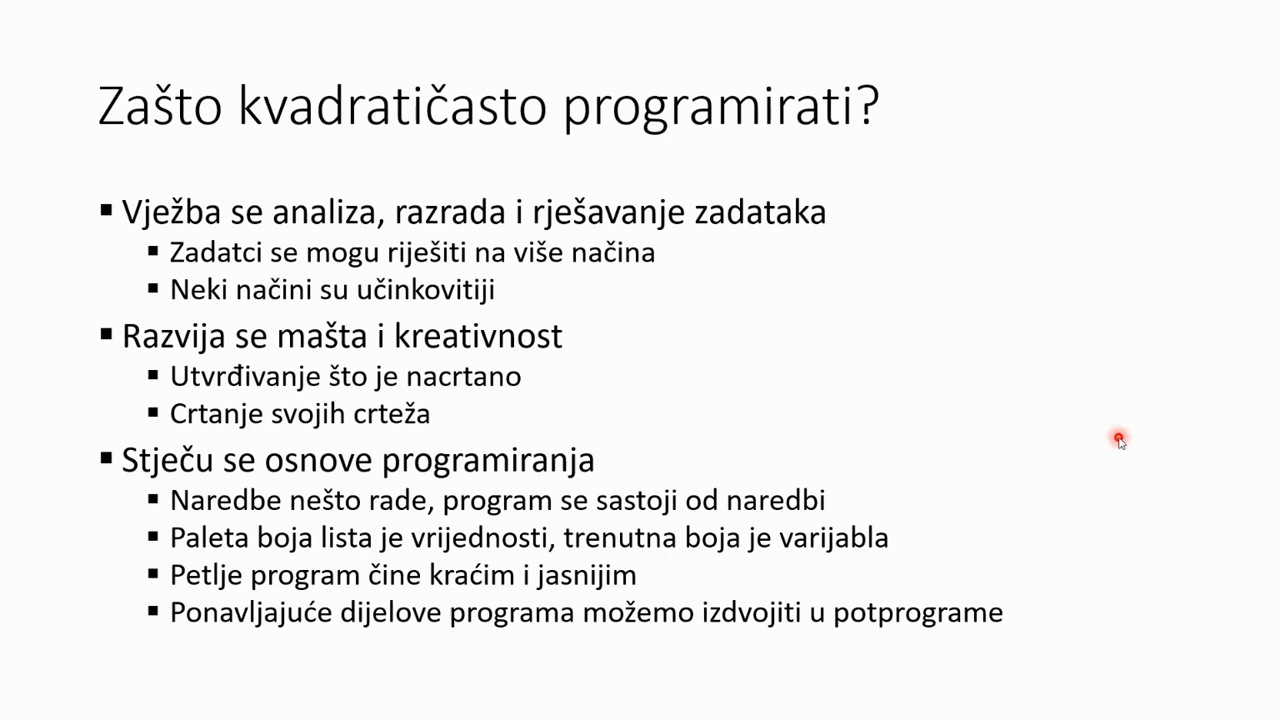 Zašto kvadratičasto programirati?
Vježba se analiza, razrada i rješavanje zadataka
Zadatci se mogu riješiti na više načina
Neki načini su učinkovitiji
Razvija se mašta i kreativnost
Utvrđivanje što je nacrtano
Crtanje svojih crteža
Stječu se osnove programiranja
Naredbe nešto rade, program se sastoji od naredbi
Paleta boja lista je vrijednosti, trenutna boja je varijabla
Petlje program čine kraćim i jasnijim
Ponavljajuće dijelove programa možemo izdvojiti u potprograme